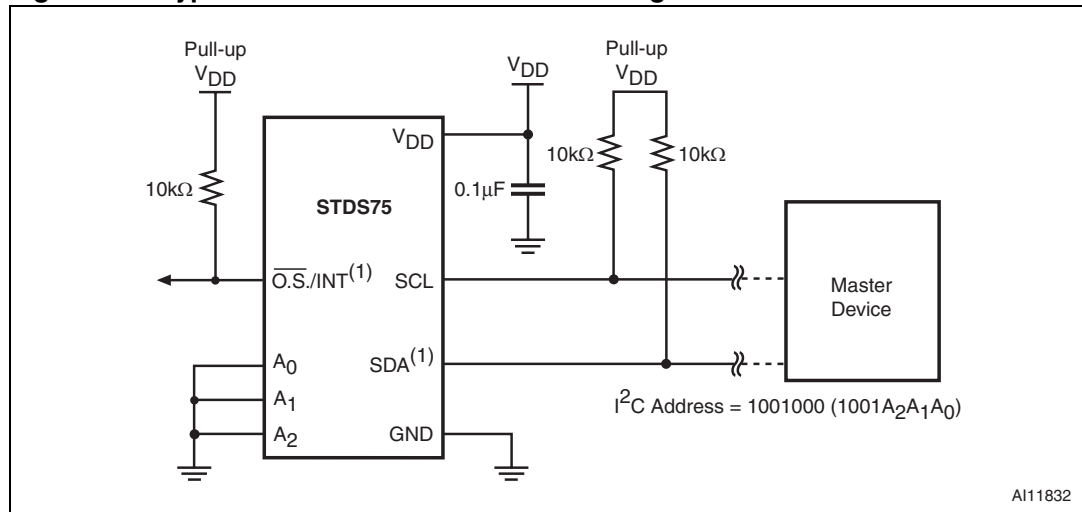 Pull-up
VDD
10kΩ
VDD
0.1μF
Pull-up
VDD
10kΩ
10kΩ
VDD
STDS75
O.S./INT(1)
SCL
A0
A1
A2
SDA(1)
GND
Master
Device
I2C Address = 1001000 (1001A2A1A0)
AI11832